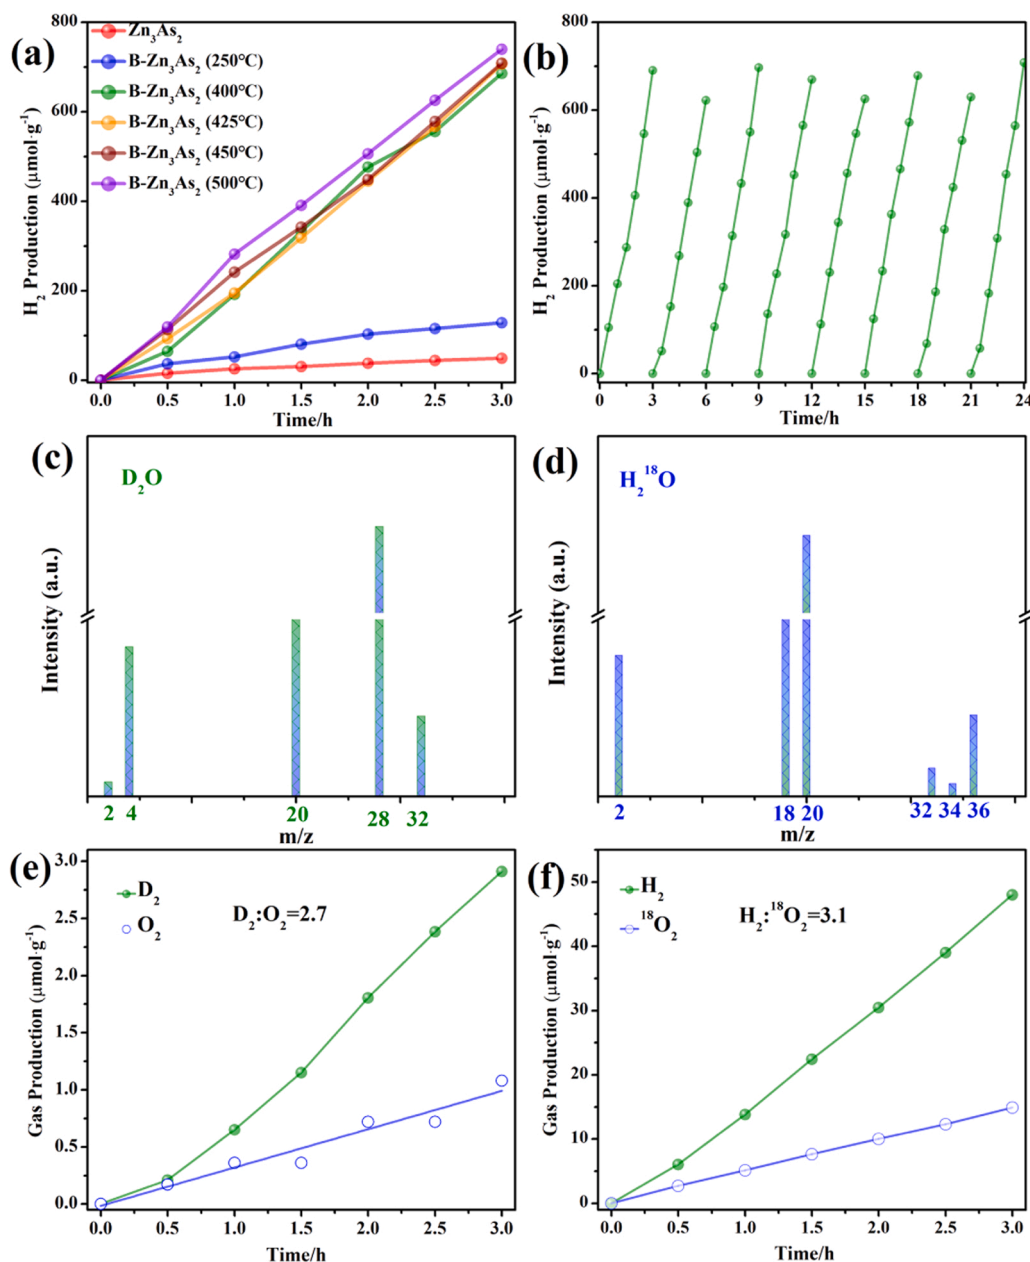 (a)
Zn₃As₂
B-Zn₃As₂ (250℃)
B-Zn₃As₂ (400℃)
B-Zn₃As₂ (425℃)
B-Zn₃As₂ (450℃)
B-Zn₃As₂ (500℃)
H₂ Production (μmol·g⁻¹)
800
600
400
200
0
0.0 0.5 1.0 1.5 2.0 2.5 3.0
Time/h
(b)
H₂ Production (μmol·g⁻¹)
800
600
400
200
0
0 3 6 9 12 15 18 21 24
Time/h
(c)
D₂O
Intensity (a.u.)
2 4 20 28 32
m/z
(d)
H₂¹⁸O
Intensity (a.u.)
2 18 20 32 34 36
m/z
(e)
D₂
O₂
D₂:O₂=2.7
Gas Production (μmol·g⁻¹)
3.0
2.5
2.0
1.5
1.0
0.5
0.0
0.0 0.5 1.0 1.5 2.0 2.5 3.0
Time/h
(f)
H₂
¹⁸O₂
H₂:¹⁸O₂=3.1
Gas Production (μmol·g⁻¹)
50
40
30
20
10
0
0.0 0.5 1.0 1.5 2.0 2.5 3.0
Time/h